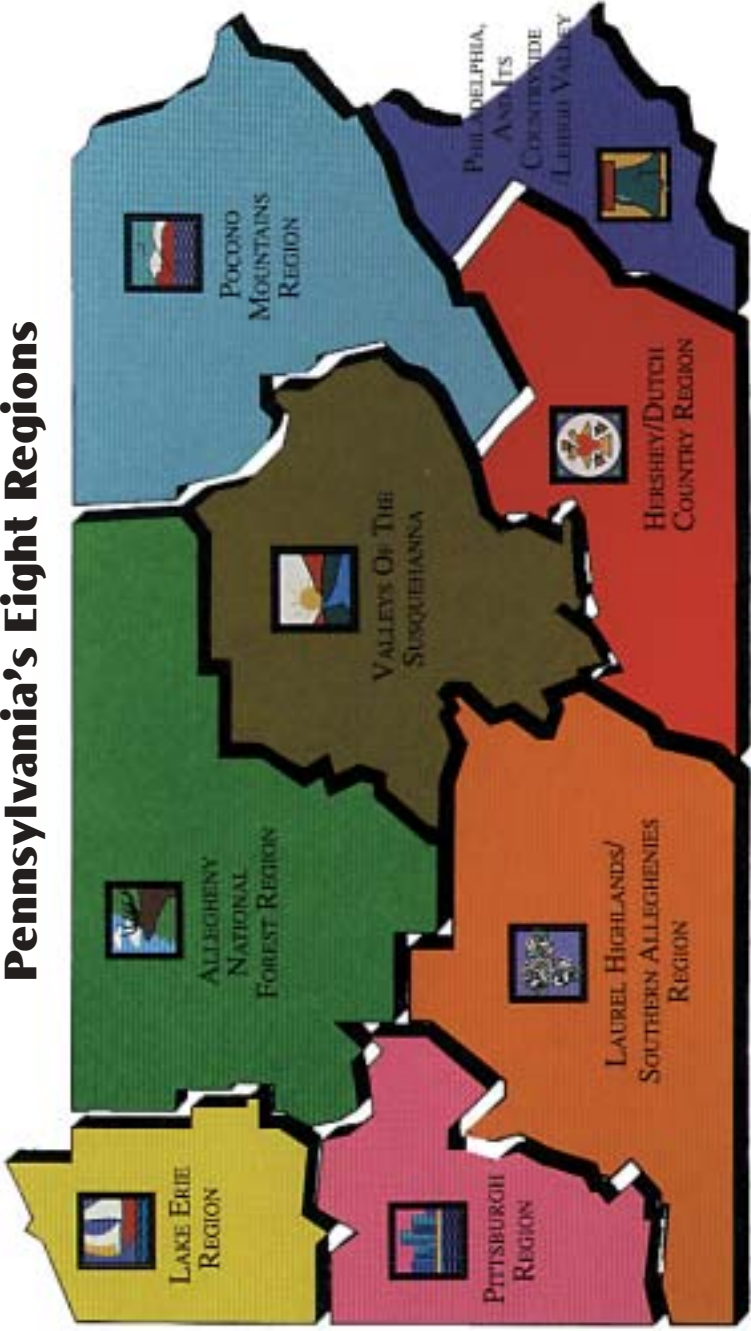 Pennsylvania's Eight Regions
LAKE ERIE
REGION
ALLEGHENY
NATIONAL
FOREST REGION
POCONO
MOUNTAINS
REGION
PITTSBURGH
REGION
VALLEYS OF THE
SUSQUEHANNA
PHILADELPHIA,
AND ITS
COUNTRYSIDE
/LEHIGH VALLEY
LAUREL HIGHLANDS/
SOUTHERN ALLEGHENIES
REGION
HERSHEY/DUTCH
COUNTRY REGION